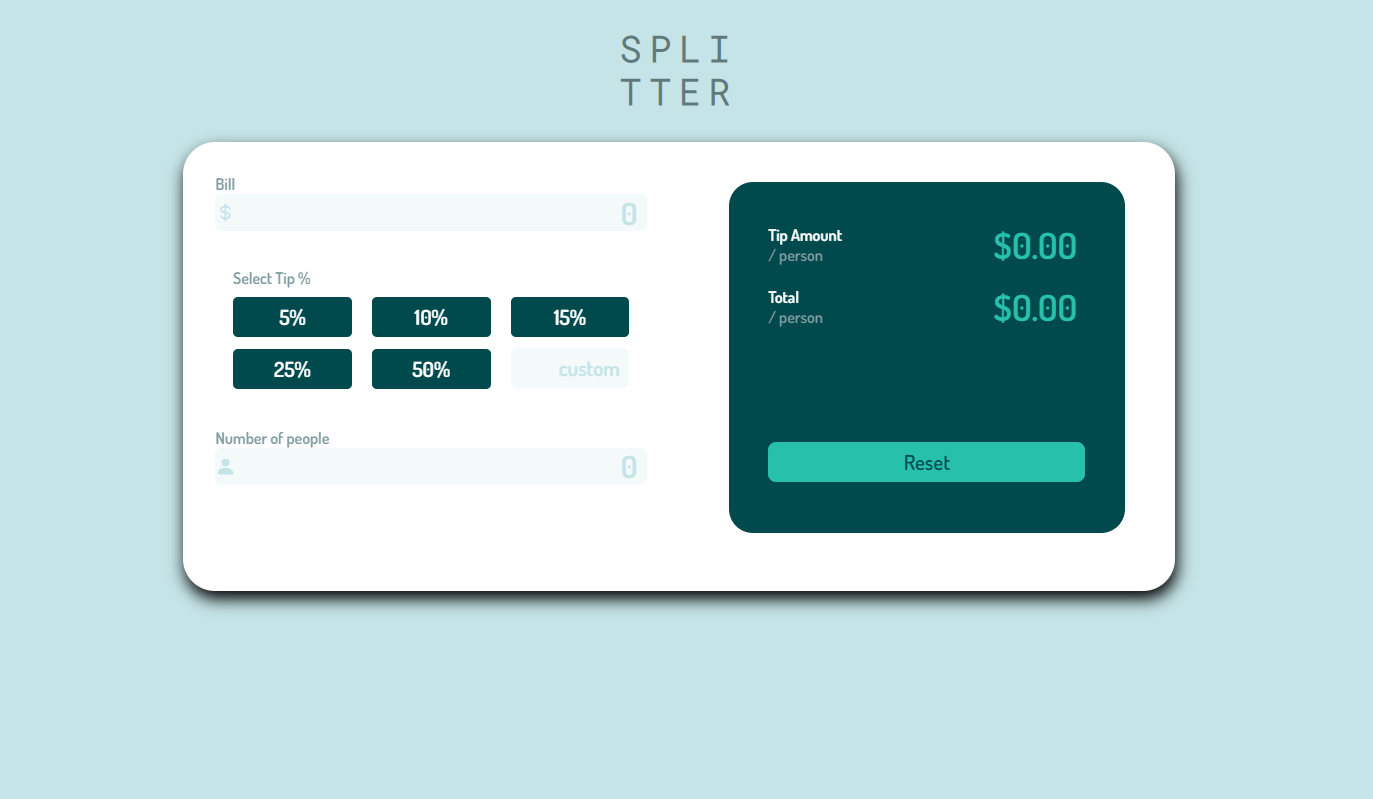 SPLI
TTER
Bill
$ 0
Select Tip %
5% 10% 15%
25% 50% custom
Number of people
0
Tip Amount
/ person
$0.00
Total
/ person
$0.00
Reset